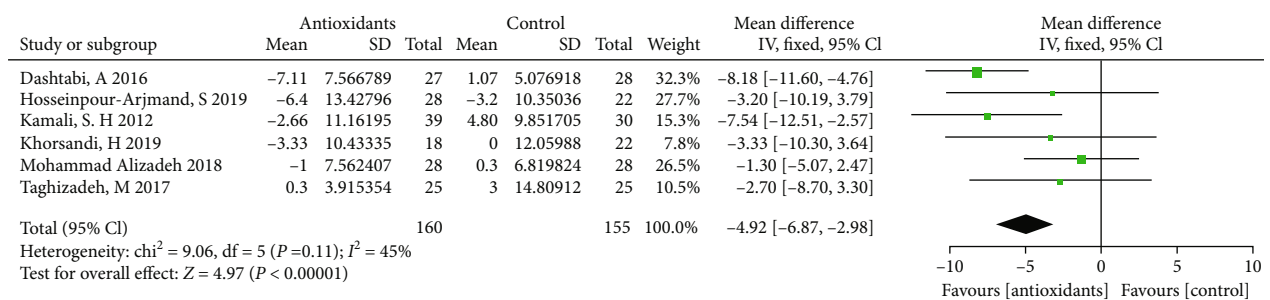 Antioxidants Control Mean difference Mean difference
Study or subgroup Mean SD Total Mean SD Total Weight IV, fixed, 95% Cl IV, fixed, 95% Cl
Dashtabi, A 2016 −7.11 7.566789 27 1.07 5.076918 28 32.3% −8.18 [−11.60, −4.76]
Hosseinpour-Arjmand, S 2019 −6.4 13.42796 28 −3.2 10.35036 22 27.7% −3.20 [−10.19, 3.79]
Kamali, S. H 2012 −2.66 11.16195 39 4.80 9.851705 30 15.3% −7.54 [−12.51, −2.57]
Khorsandi, H 2019 −3.33 10.43335 18 0 12.05988 22 7.8% −3.33 [−10.30, 3.64]
Mohammad Alizadeh 2018 −1 7.562407 28 0.3 6.819824 28 26.5% −1.30 [−5.07, 2.47]
Taghizadeh, M 2017 0.3 3.915354 25 3 14.80912 25 10.5% −2.70 [−8.70, 3.30]
Total (95% Cl) 160 155 100.0% −4.92 [−6.87, −2.98]
Heterogeneity: chi² = 9.06, df = 5 (P =0.11); I² = 45%
Test for overall effect: Z = 4.97 (P < 0.00001)
−10 −5 0 5 10
Favours [antioxidants] Favours [control]